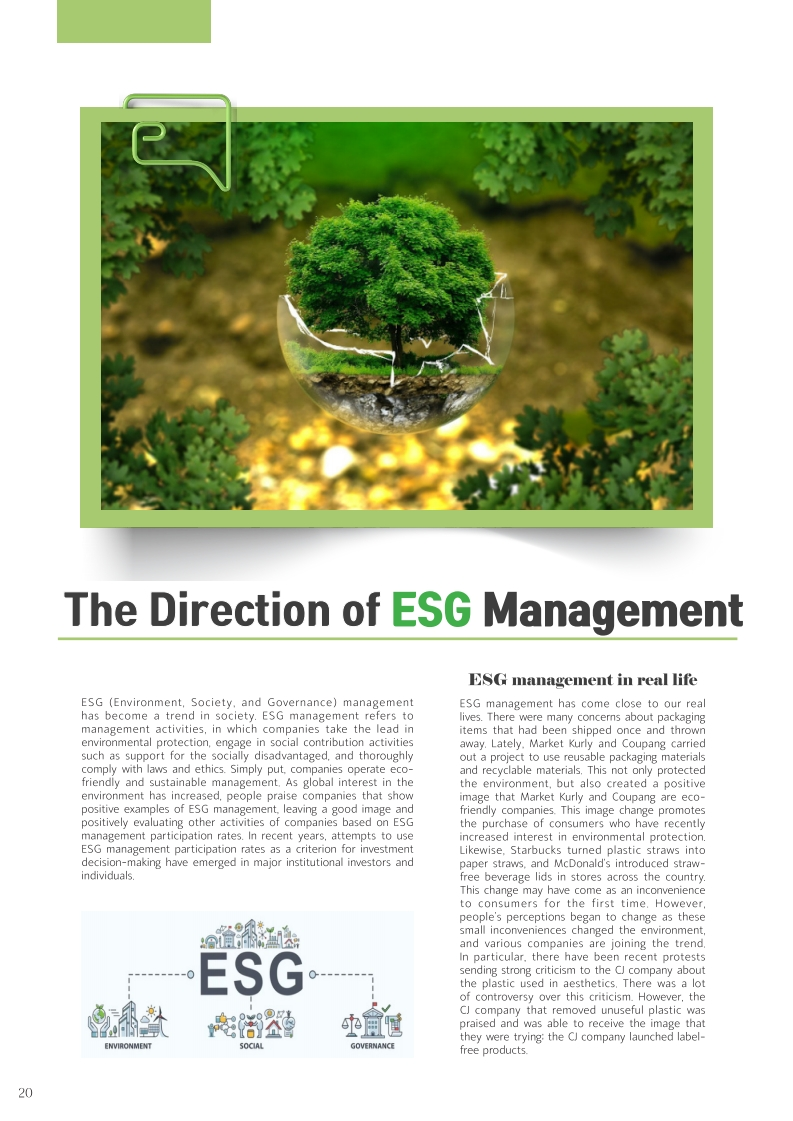 The Direction of ESG Management
ESG (Environment, Society, and Governance) management
has become a trend in society. ESG management refers to
management activities, in which companies take the lead in
environmental protection, engage in social contribution activities
such as support for the socially disadvantaged, and thoroughly
comply with laws and ethics. Simply put, companies operate eco-
friendly and sustainable management. As global interest in the
environment has increased, people praise companies that show
positive examples of ESG management, leaving a good image and
positively evaluating other activities of companies based on ESG
management participation rates. In recent years, attempts to use
ESG management participation rates as a criterion for investment
decision-making have emerged in major institutional investors and
individuals.
ESG
ENVIRONMENT
SOCIAL
GOVERNANCE
ESG management in real life
ESG management has come close to our real
lives. There were many concerns about packaging
items that had been shipped once and thrown
away. Lately, Market Kurly and Coupang carried
out a project to use reusable packaging materials
and recyclable materials. This not only protected
the environment, but also created a positive
image that Market Kurly and Coupang are eco-
friendly companies. This image change promotes
the purchase of consumers who have recently
increased interest in environmental protection.
Likewise, Starbucks turned plastic straws into
paper straws, and McDonald's introduced straw-
free beverage lids in stores across the country.
This change may have come as an inconvenience
to consumers for the first time. However,
people's perceptions began to change as these
small inconveniences changed the environment,
and various companies are joining the trend.
In particular, there have been recent protests
sending strong criticism to the CJ company about
the plastic used in aesthetics. There was a lot
of controversy over this criticism. However, the
CJ company that removed unuseful plastic was
praised and was able to receive the image that
they were trying: the CJ company launched label-
free products.
20